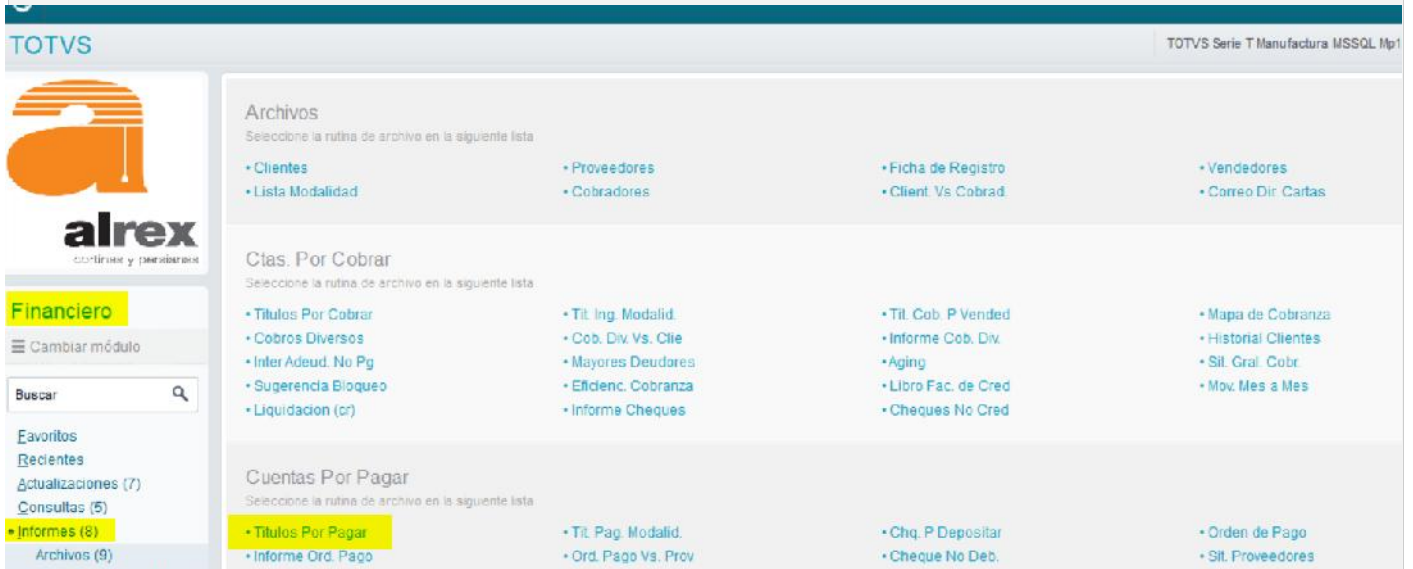 TOTVS
TOTVS Serie T Manufactura MSSQL Mp1
alrex
cortinas y persianas
Financiero
Cambiar módulo
Buscar
Favoritos
Recientes
Actualizaciones (7)
Consultas (5)
Informes (8)
Archivos (9)
Archivos
Seleccione la rutina de archivo en la siguiente lista
• Clientes • Proveedores • Ficha de Registro • Vendedores
• Lista Modalidad • Cobradores • Client. Vs Cobrad. • Correo Dir. Cartas
Ctas. Por Cobrar
Seleccione la rutina de archivo en la siguiente lista
• Titulos Por Cobrar • Tit. Ing. Modalid. • Tit. Cob. P Vended • Mapa de Cobranza
• Cobros Diversos • Cob. Div. Vs. Clie • Informe Cob. Div. • Historial Clientes
• Inter Adeud. No Pg • Mayores Deudores • Aging • Sit. Gral. Cobr.
• Sugerencia Bloqueo • Eficienc. Cobranza • Libro Fac. de Cred • Mov. Mes a Mes
• Liquidacion (cr) • Informe Cheques • Cheques No Cred
Cuentas Por Pagar
Seleccione la rutina de archivo en la siguiente lista
• Titulos Por Pagar • Tit. Pag. Modalid. • Chq. P Depositar • Orden de Pago
• Informe Ord. Pago • Ord. Pago Vs. Prov • Cheque No Deb. • Sit. Proveedores